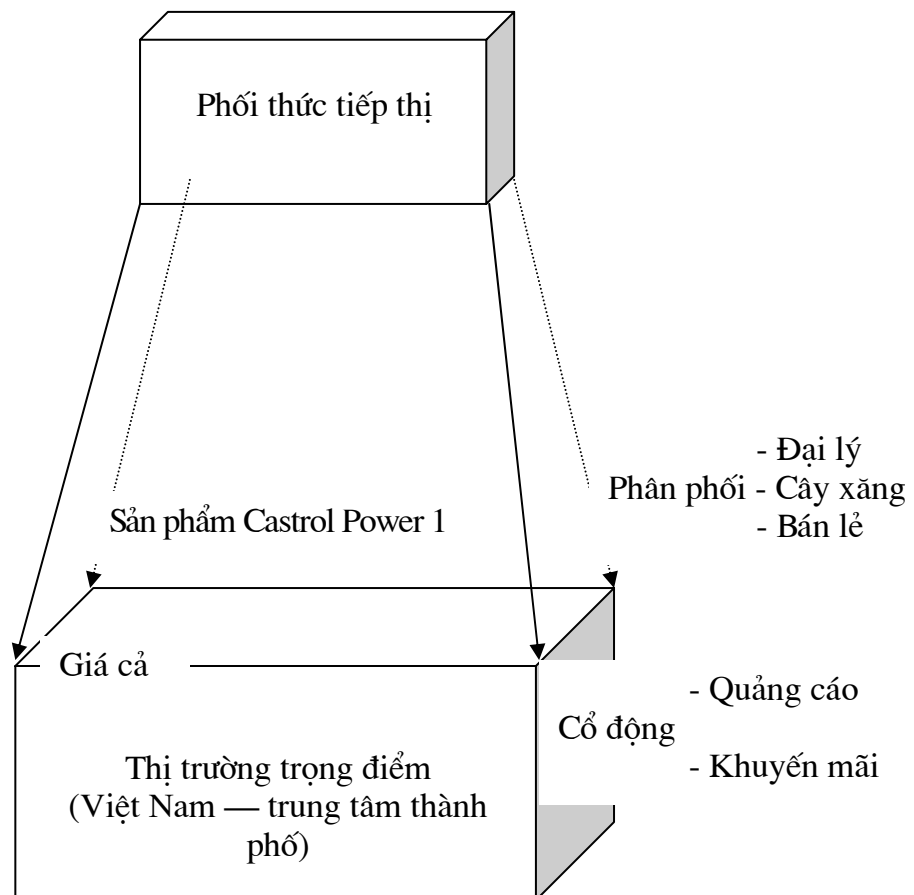 Phối thức tiếp thị
- Đại lý
Phân phối - Cây xăng
- Bán lẻ
Sản phẩm Castrol Power 1
Giá cả
- Quảng cáo
Cổ động
- Khuyến mãi
Thị trường trọng điểm
(Việt Nam — trung tâm thành
phố)